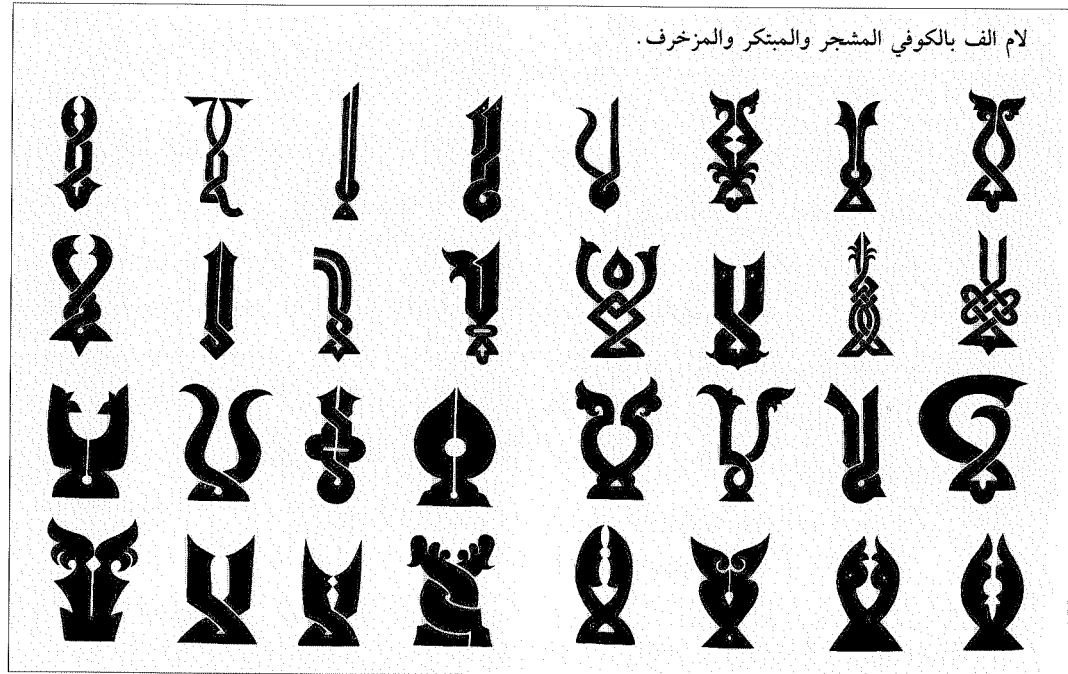 لام الف بالكوفي المشجر والمبتكر والمزخرف .